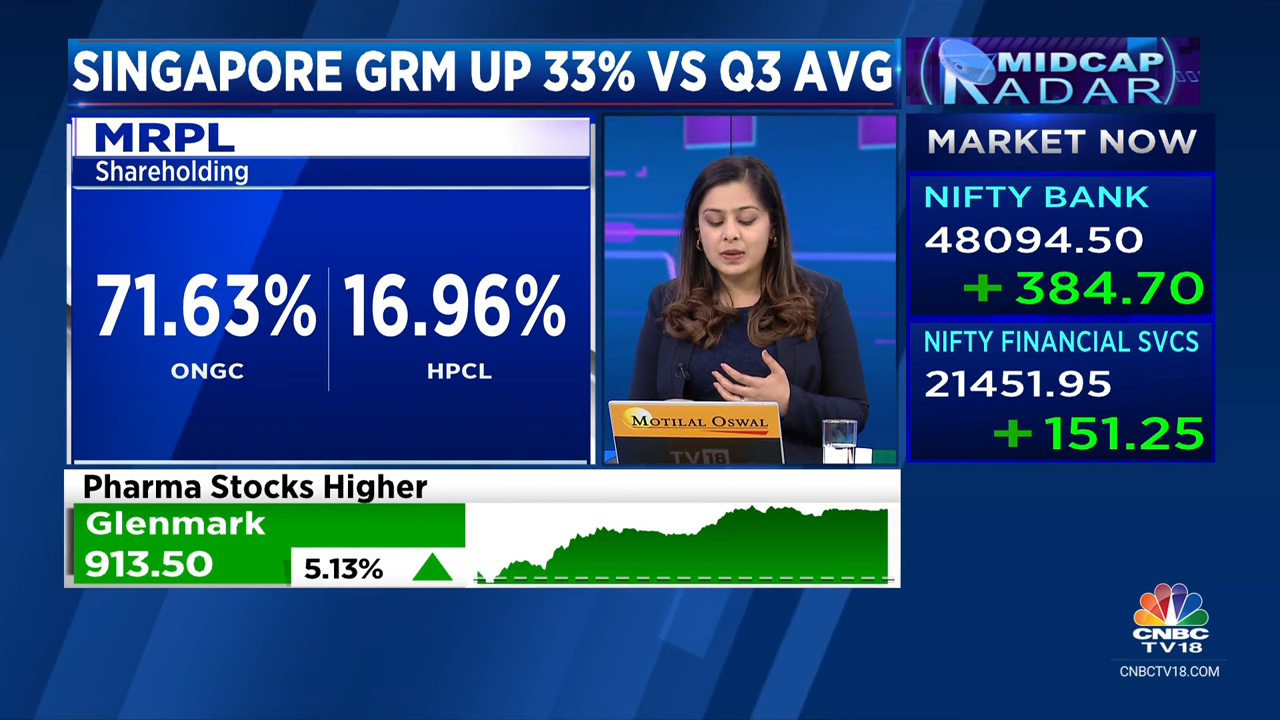 SINGAPORE GRM UP 33% VS Q3 AVG
MIDCAP
RADAR
MRPL
Shareholding
71.63%
ONGC
16.96%
HPCL
MOTILAL OSWAL
TV18
MARKET NOW
NIFTY BANK
48094.50
+ 384.70
NIFTY FINANCIAL SVCS
21451.95
+ 151.25
Pharma Stocks Higher
Glenmark
913.50
5.13%
CNBC
TV18
CNBCTV18.COM